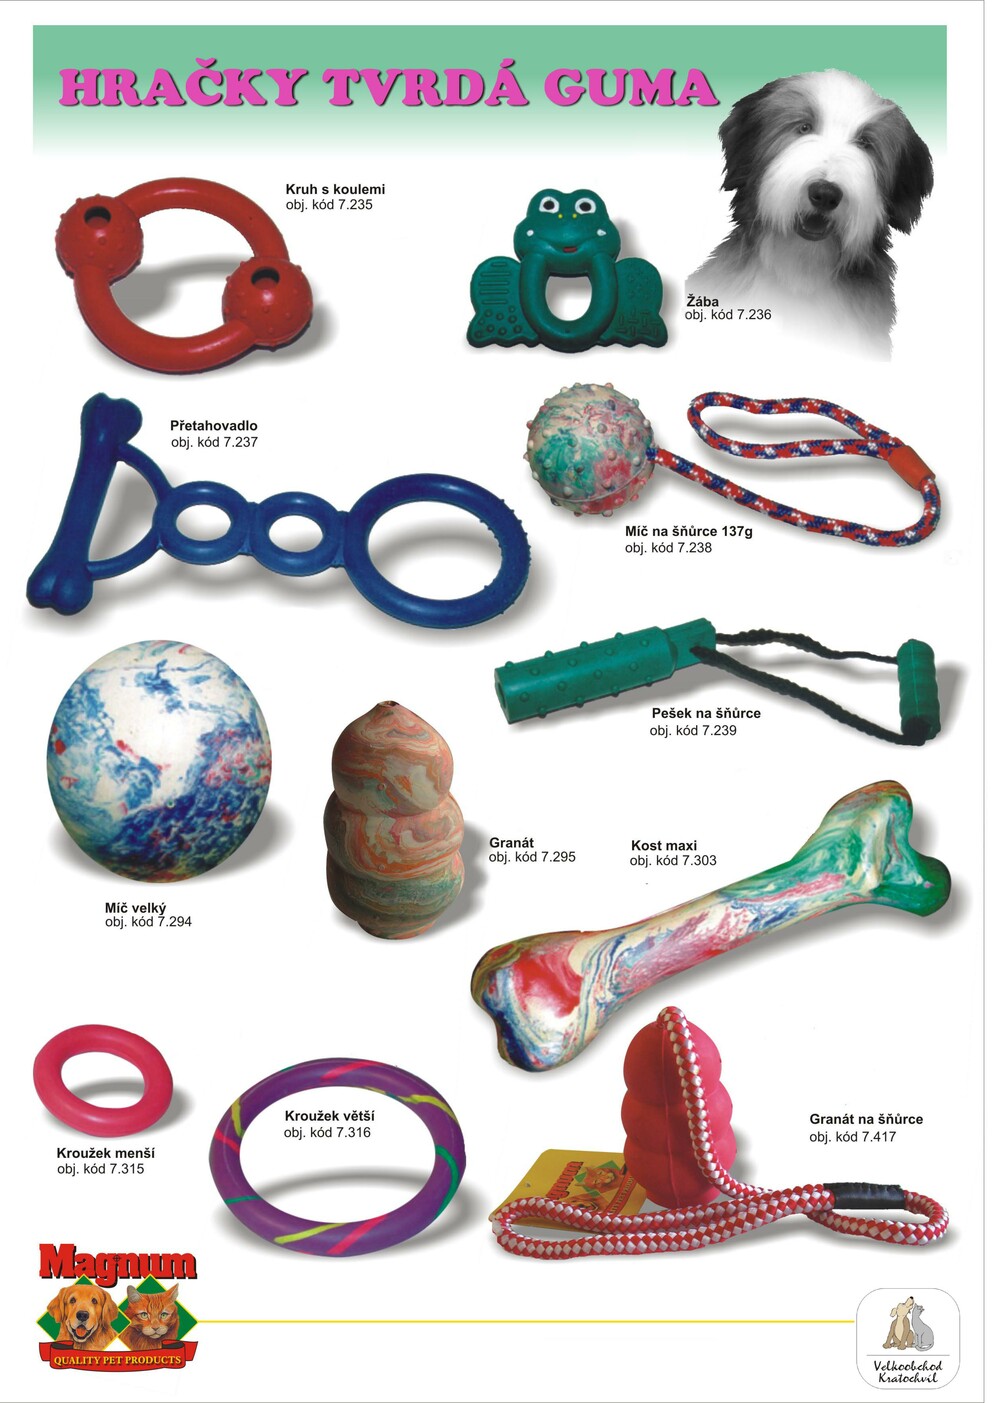 HRAČKY TVRDÁ GUMA
Kruh s koulemi
obj. kód 7.235
Žába
obj. kód 7.236
Přetahovadlo
obj. kód 7.237
Míč na šňůrce 137g
obj. kód 7.238
Pešek na šňůrce
obj. kód 7.239
Granát
obj. kód 7.295
Kost maxi
obj. kód 7.303
Míč velký
obj. kód 7.294
Kroužek menší
obj. kód 7.315
Kroužek větší
obj. kód 7.316
Granát na šňůrce
obj. kód 7.417
Magnum
Magnum
QUALITY PET PRODUCTS
Velkoobchod
Kratochvíl